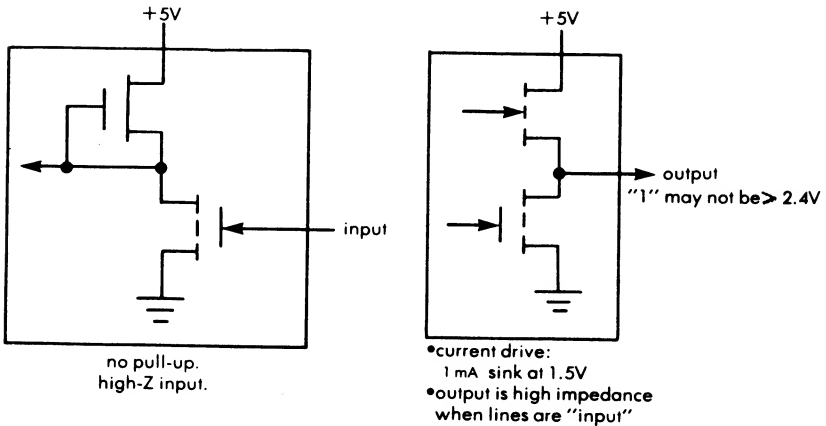 +5V
input
no pull-up.
high-Z input.
+5V
output
"1" may not be > 2.4V
•current drive:
1 mA sink at 1.5V
•output is high impedance
when lines are "input"